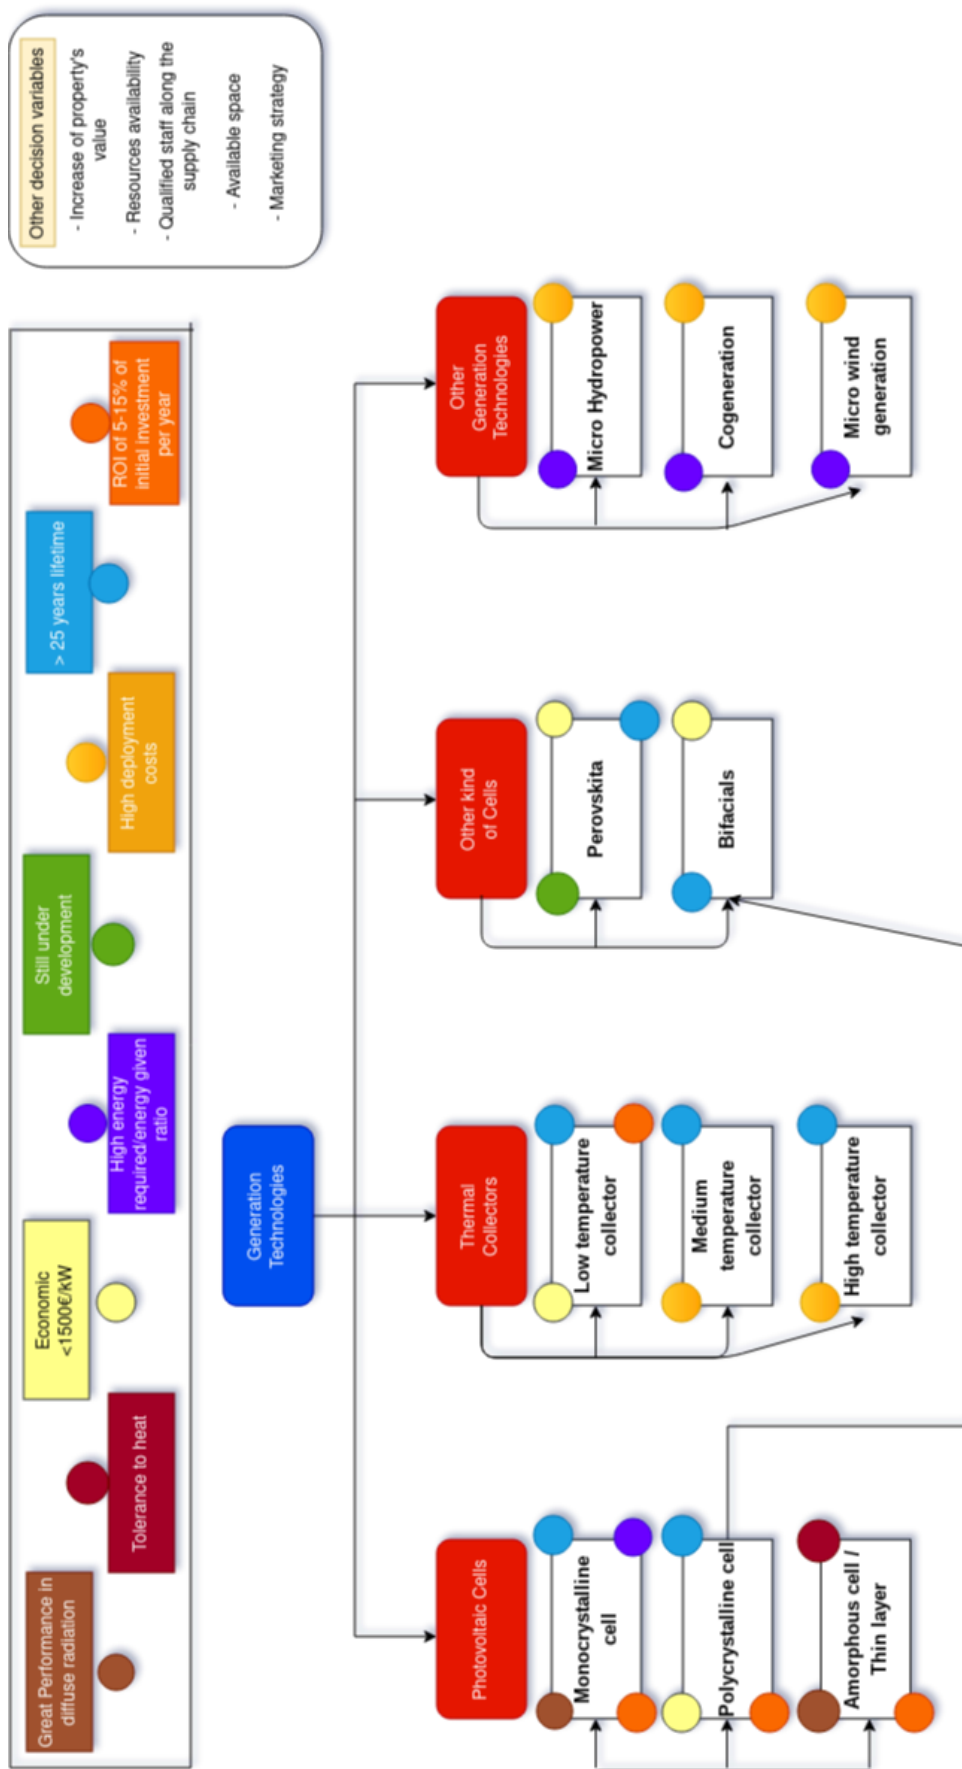 Great Performance in
diffuse radiation
Tolerance to heat
Economic
<1500€/kW
High energy
required/energy given
ratio
Still under
development
High deployment
costs
> 25 years lifetime
ROI of 5-15% of
initial investment
per year
Other decision variables
- Increase of property's
value
- Resources availability
- Qualified staff along the
supply chain
- Available space
- Marketing strategy
Generation
Technologies
Photovoltaic Cells
Monocrystalline
cell
Polycrystalline cell
Amorphous cell /
Thin layer
Thermal
Collectors
Low temperature
collector
Medium
temperature
collector
High temperature
collector
Other kind
of Cells
Perovskita
Bifacials
Other
Generation
Technologies
Micro Hydropower
Cogeneration
Micro wind
generation